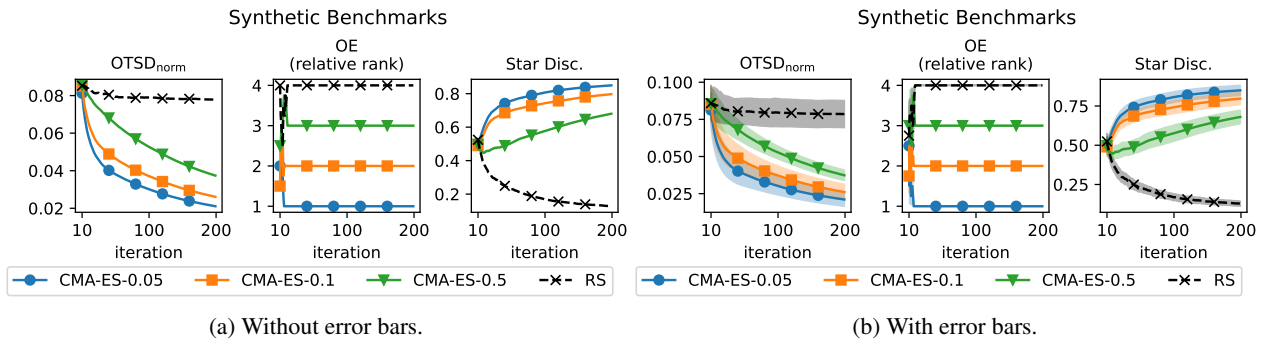 Synthetic Benchmarks
OTSDnorm
OE
(relative rank)
Star Disc.
0.08
0.06
0.04
0.02
10
100
200
iteration
4
3
2
1
10
100
200
iteration
0.8
0.6
0.4
0.2
10
100
200
iteration
CMA-ES-0.05 CMA-ES-0.1 CMA-ES-0.5 RS
(a) Without error bars.
Synthetic Benchmarks
OTSDnorm
OE
(relative rank)
Star Disc.
0.100
0.075
0.050
0.025
10
100
200
iteration
4
3
2
1
10
100
200
iteration
0.75
0.50
0.25
10
100
200
iteration
CMA-ES-0.05 CMA-ES-0.1 CMA-ES-0.5 RS
(b) With error bars.